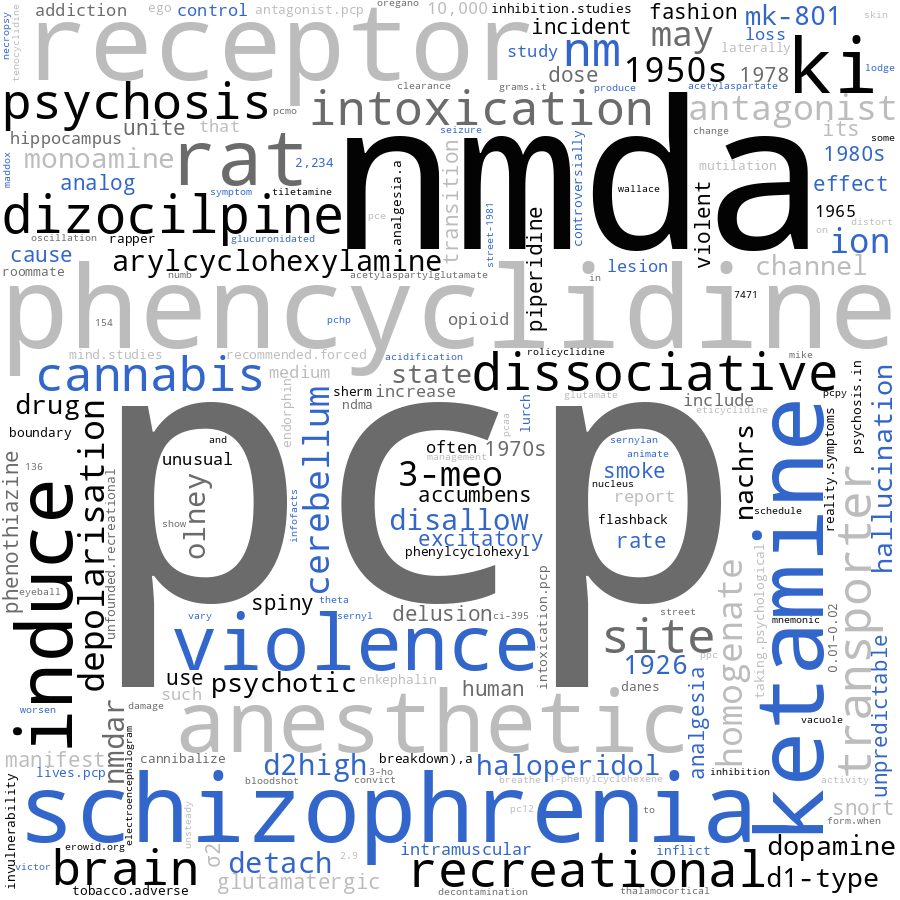 addiction
ego
control
antagonist.pcp
oregano
10,000
inhibition.studies
fashion
mk-801
skin
necropsy
tenocyclidine
receptor
incident
may
loss
laterally
study
nm
dose
1950s
1978
ki
lodge
clearance
grams.it
produce
acetylaspartate
psychosis
pcmo
intoxication
antagonist
hippocampus
unite
that
seizure
change
its
some
monoamine
rat
2,234
nmda
controversially
mutilation
1980s
maddox
analog
symptom
tiletamine
analgesia.a
transition
wallace
effect
dizocilpine
pce
street-1981
violent
1965
distort
on
oscillation
rapper
glucuronidated
piperidine
ion
cause
arylcyclohexylamine
lesion
channel
roommate
numb
acetylaspartylglutamate
in
phencyclidine
7471
154
pchp
opioid
mind.studies
recommended.forced
acidification
rolicyclidine
mike
cannabis
medium
state
dissociative
pcpy
psychosis.in
drug
endorphin
sherm
increase
ndma
lurch
glutamate
include
eticyclidine
hallucination
boundary
depolarisation
pcp
and
often
1970s
pcaa
management
sernylan
animate
unusual
cerebellum
3-meo
smoke
nucleus
nachrs
reality.symptoms
136
phenothiazine
unfounded.recreational
olney
infofacts
accumbens
report
schedule
show
disallow
flashback
excitatory
rate
phenylcyclohexyl
induce
ketamine
transporter
eyeball
spiny
theta
vary
sernyl
delusion
ci-395
intoxication.pcp
street
homogenate
taking.psychological
mnemonic
0.01-0.02
violence
site
ppc
1926
unpredictable
use
psychotic
enkephalin
such
human
danes
analgesia
worsen
nmdar
damage
anesthetic
vacuole
manifest
electroencephalogram
cannibalize
d2high
breakdown),a
haloperidol
inhibition
lives.pcp
bloodshot
3-ho
convict
breathe
1-phenylcyclohexene
activity
invulnerability
schizophrenia
unsteady
pc12
to
snort
form.when
erowid.org
σ2
intramuscular
inflict
dopamine
victor
brain
detach
2.9
recreational
d1-type
tobacco.adverse
glutamatergic
decontamination
thalamocortical